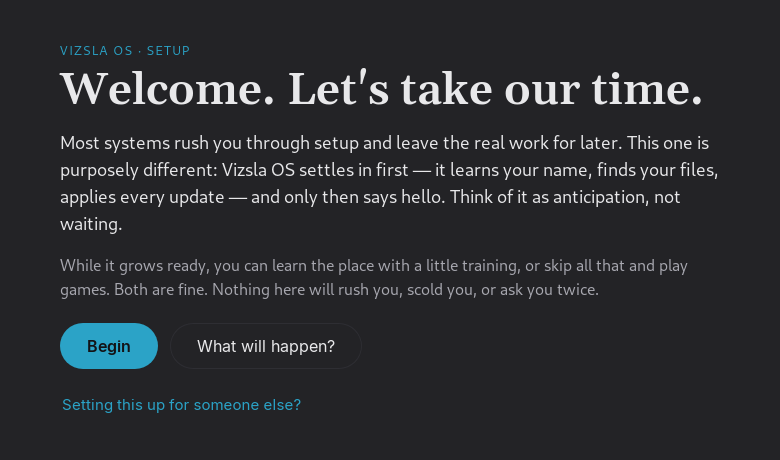 VIZSLA OS · SETUP
Welcome. Let's take our time.
Most systems rush you through setup and leave the real work for later. This one is
purposely different: Vizsla OS settles in first — it learns your name, finds your files,
applies every update — and only then says hello. Think of it as anticipation, not
waiting.
While it grows ready, you can learn the place with a little training, or skip all that and play
games. Both are fine. Nothing here will rush you, scold you, or ask you twice.
Begin
What will happen?
Setting this up for someone else?